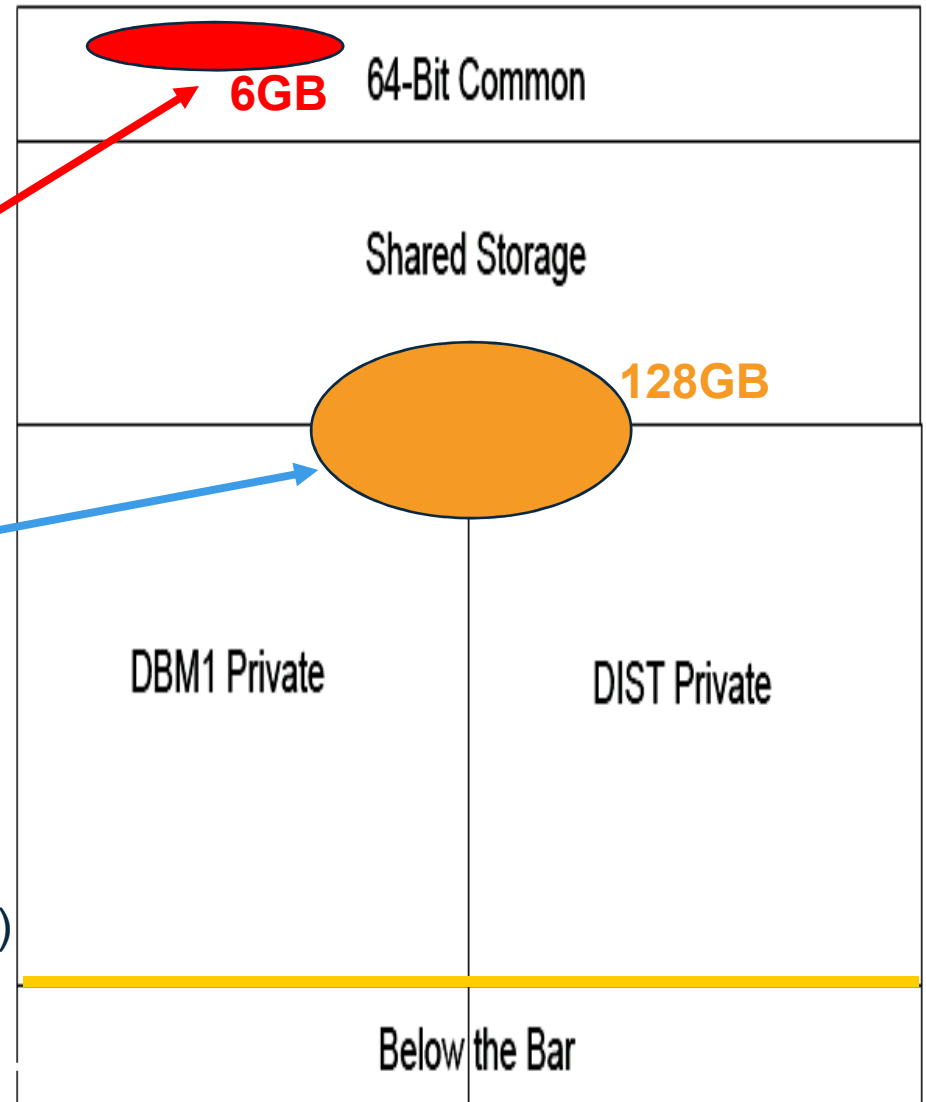 6GB
64-Bit Common
Shared Storage
128GB
DBM1 Private
DIST Private
)
Below the Bar